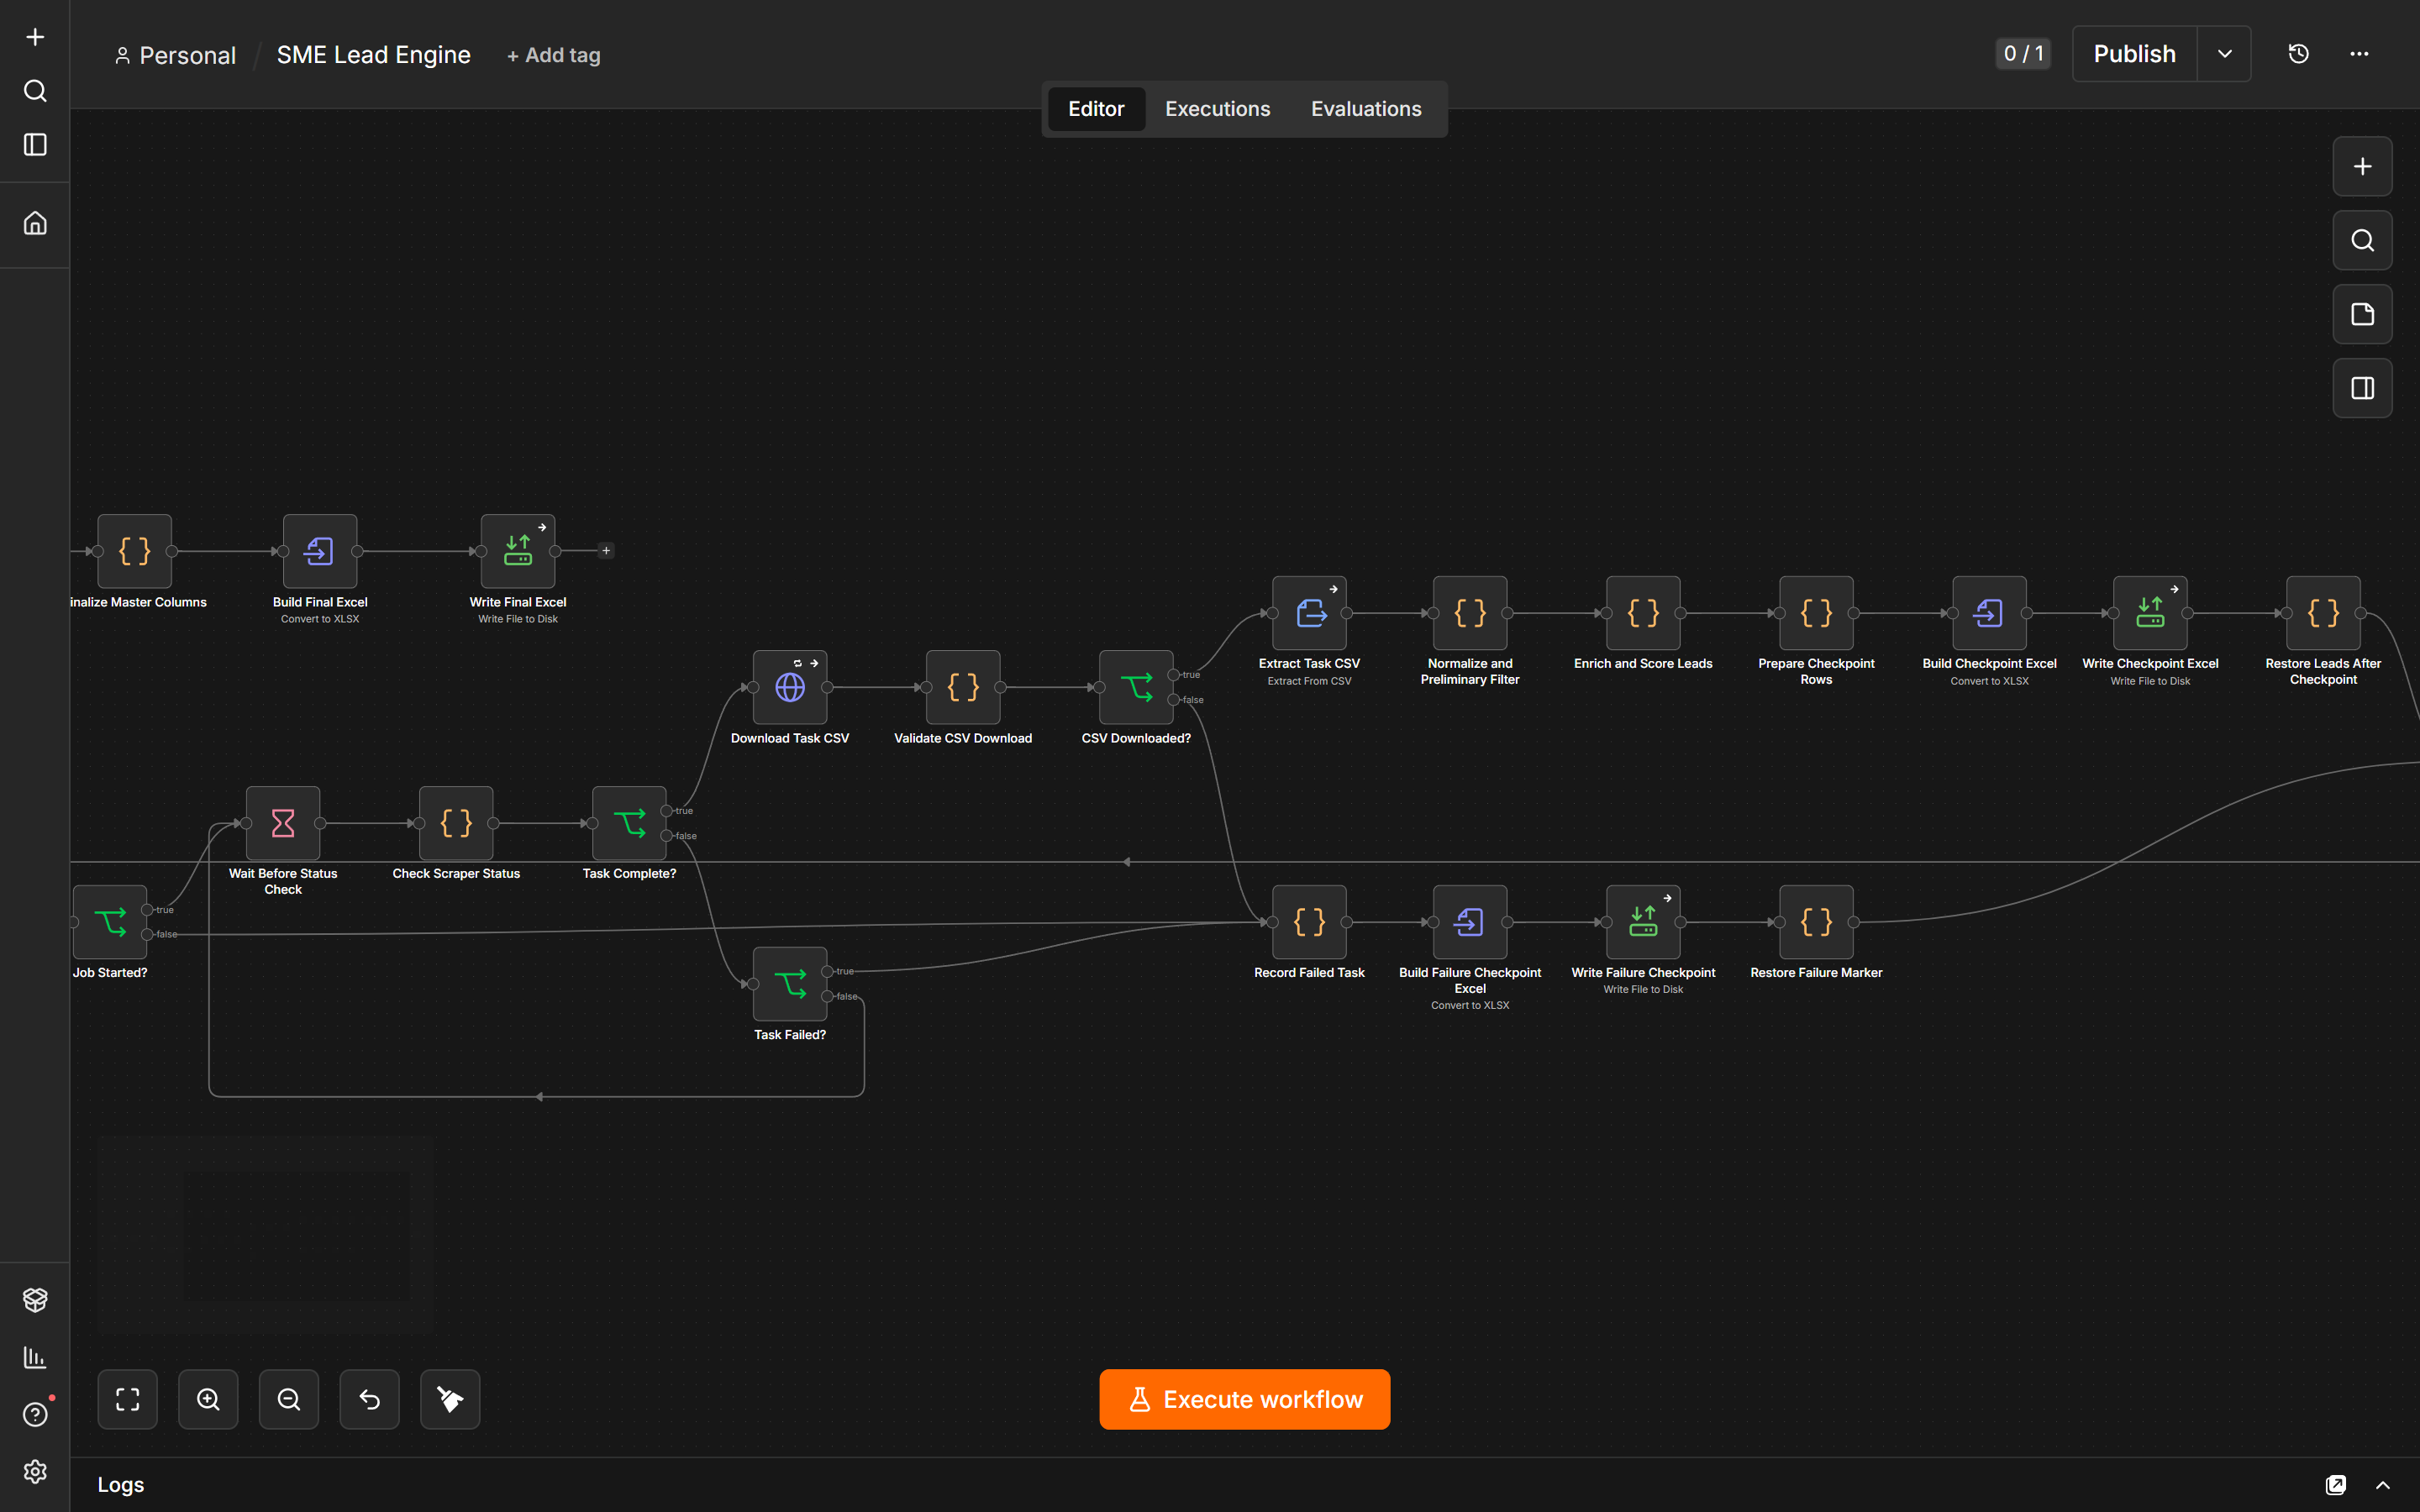 Personal / SME Lead Engine + Add tag
0 / 1
Publish
Editor Executions Evaluations
inalize Master Columns
Build Final Excel
Convert to XLSX
Write Final Excel
Write File to Disk
Extract Task CSV
Extract From CSV
Normalize and
Preliminary Filter
Enrich and Score Leads
Prepare Checkpoint
Rows
Build Checkpoint Excel
Convert to XLSX
Write Checkpoint Excel
Write File to Disk
Restore Leads After
Checkpoint
Download Task CSV
Validate CSV Download
true
false
CSV Downloaded?
Wait Before Status
Check
Check Scraper Status
true
false
Task Complete?
true
false
Job Started?
true
false
Task Failed?
Record Failed Task
Build Failure Checkpoint
Excel
Convert to XLSX
Write Failure Checkpoint
Write File to Disk
Restore Failure Marker
Execute workflow
Logs